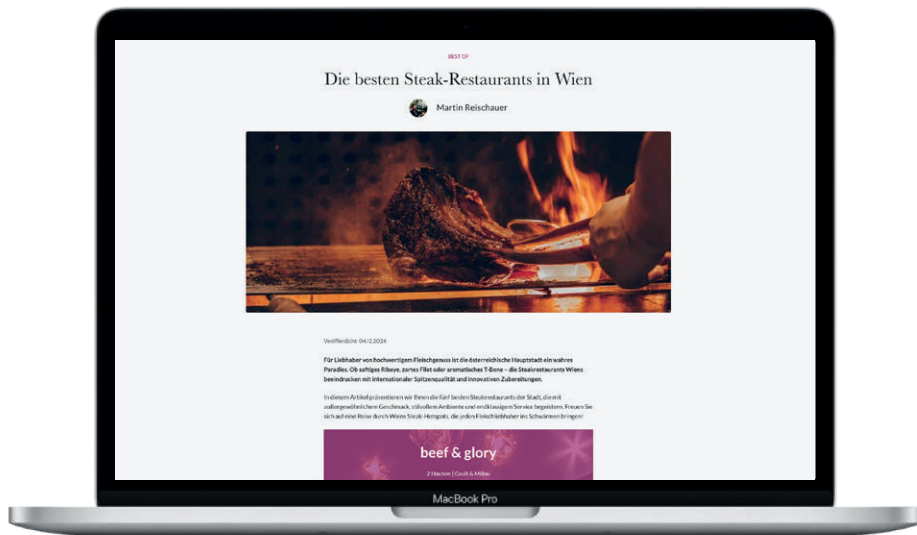 BEST OF
Die besten Steak-Restaurants in Wien
Martin Reischauer
Veröffentlicht: 04.12.2024
Für Liebhaber von hochwertigem Fleischgenuss ist die österreichische Hauptstadt ein wahres
Paradies. Ob saftiges Ribeye, zartes Filet oder aromatisches T-Bone – die Steakrestaurants Wiens
beeindrucken mit internationaler Spitzenqualität und innovativen Zubereitungen.
In diesem Artikel präsentieren wir Ihnen die fünf besten Steakrestaurants der Stadt, die mit
außergewöhnlichem Geschmack, stilvollem Ambiente und erstklassigem Service begeistern. Freuen Sie
sich auf eine Reise durch Wiens Steak-Hotspots, die jeden Fleischliebhaber ins Schwärmen bringen!
beef & glory
2 Hauben | Gault & Millau
MacBook Pro